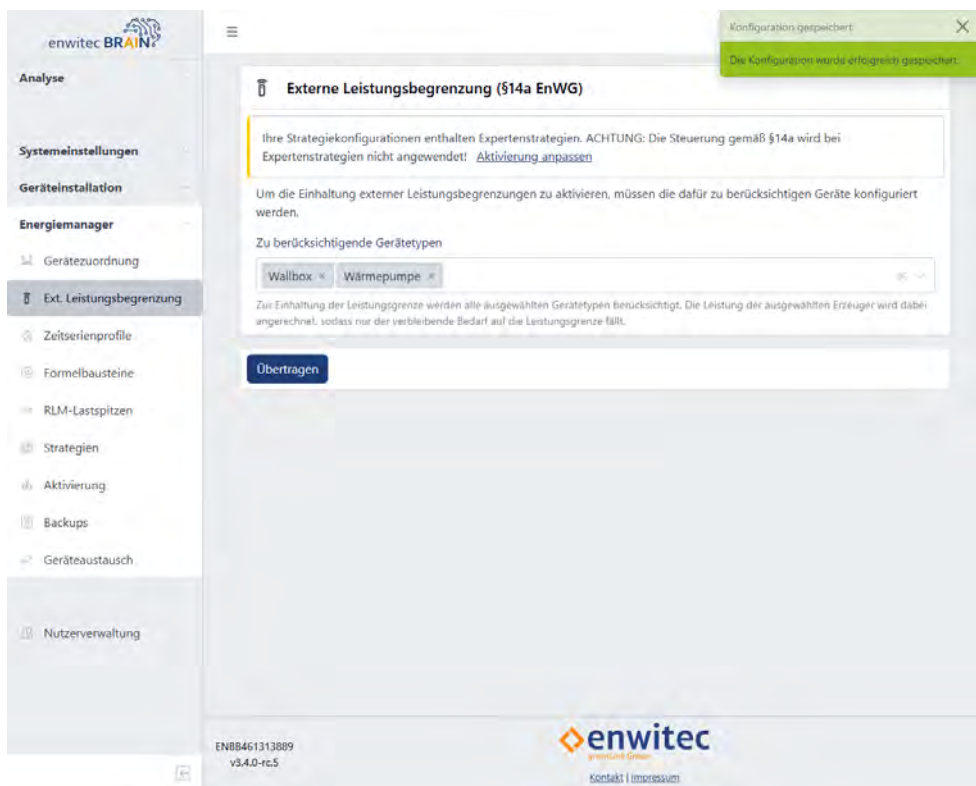 enwitec BRAIN
Analyse
Systemeinstellungen
Geräteinstallation
Energiemanager
Gerätezuordnung
Ext. Leistungsbegrenzung
Zeitserienprofile
Formelbausteine
RLM-Lastspitzen
Strategien
Aktivierung
Backups
Geräteaustausch
Nutzerverwaltung
Konfiguration gespeichert
Die Konfiguration wurde erfolgreich gespeichert.
Externe Leistungsbegrenzung (§14a EnWG)
Ihre Strategiekonfigurationen enthalten Expertenstrategien. ACHTUNG: Die Steuerung gemäß §14a wird bei
Expertenstrategien nicht angewendet! Aktivierung anpassen
Um die Einhaltung externer Leistungsbegrenzungen zu aktivieren, müssen die dafür zu berücksichtigen Geräte konfiguriert
werden.
Zu berücksichtigende Gerätetypen
Wallbox × Wärmepumpe ×
Zur Einhaltung der Leistungsgrenze werden alle ausgewählten Gerätetypen berücksichtigt. Die Leistung der ausgewählten Erzeuger wird dabei
angerechnet, sodass nur der verbleibende Bedarf auf die Leistungsgrenze fällt.
Übertragen
ENBB461313889
v3.4.0-rc.5
enwitec
Kontakt | Impressum